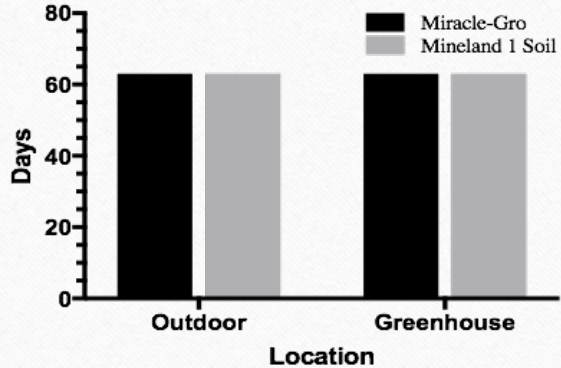 Miracle-Gro
Mineland 1 Soil
80
60
40
20
0
Days
Outdoor
Greenhouse
Location